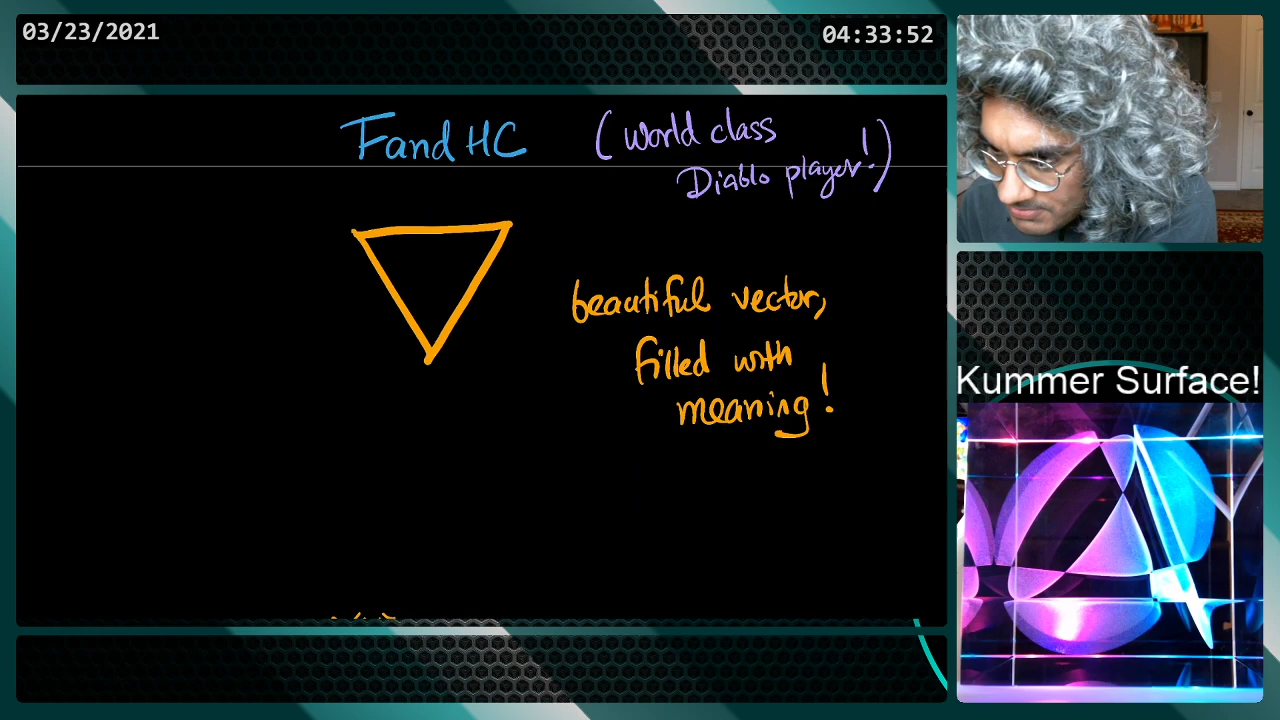 03/23/2021
04:33:52
Fand HC
(World class
Diablo player!)
beautiful vector,
filled with
meaning!
Kummer Surface!